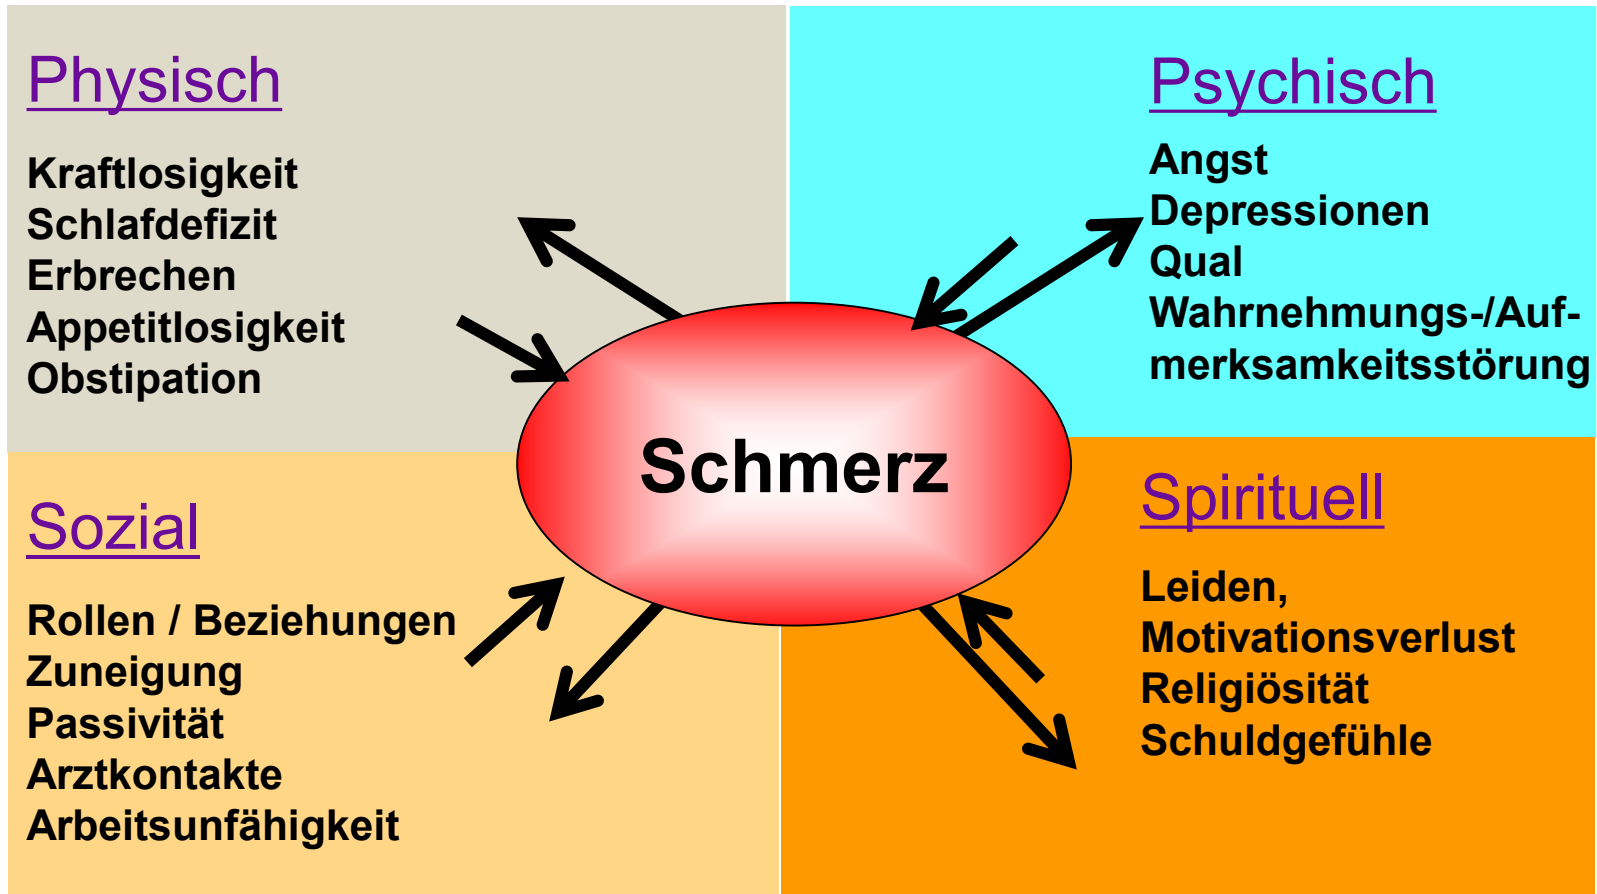 Physisch
Kraftlosigkeit
Schlafdefizit
Erbrechen
Appetitlosigkeit
Obstipation
Psychisch
Angst
Depressionen
Qual
Wahrnehmungs-/Auf-
merksamkeitsstörung
Schmerz
Sozial
Rollen / Beziehungen
Zuneigung
Passivität
Arztkontakte
Arbeitsunfähigkeit
Spirituell
Leiden,
Motivationsverlust
Religiösität
Schuldgefühle